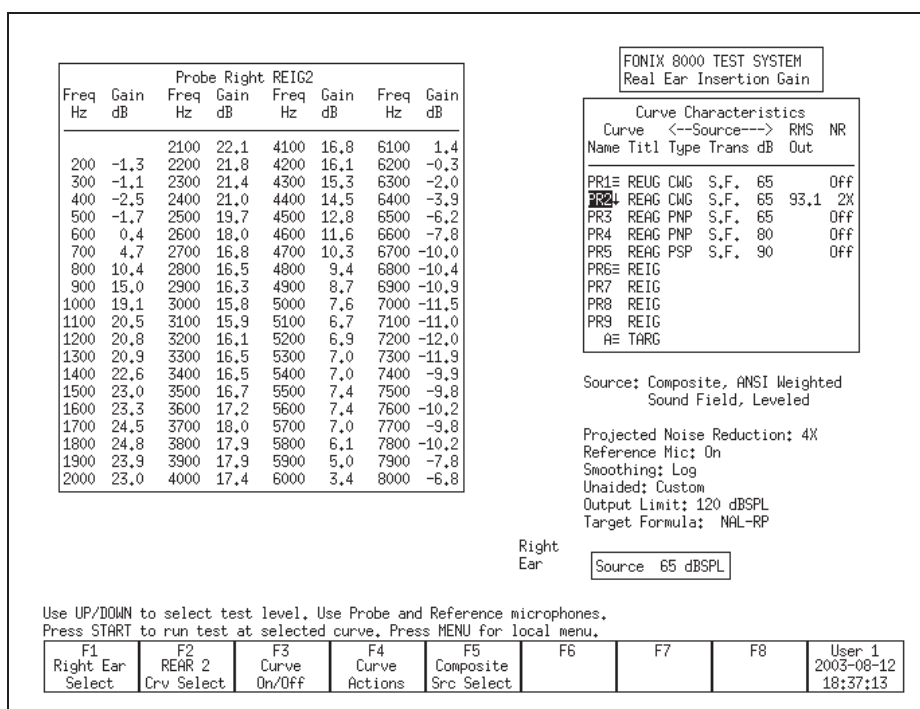 Probe Right REIG2
Freq Gain Freq Gain Freq Gain Freq Gain
Hz dB Hz dB Hz dB Hz dB
2100 22.1 4100 16.8 6100 1.4
200 -1.3 2200 21.8 4200 16.1 6200 -0.3
300 -1.1 2300 21.4 4300 15.3 6300 -2.0
400 -2.5 2400 21.0 4400 14.5 6400 -3.9
500 -1.7 2500 19.7 4500 12.8 6500 -6.2
600 0.4 2600 18.0 4600 11.6 6600 -7.8
700 4.7 2700 16.8 4700 10.3 6700 -10.0
800 10.4 2800 16.5 4800 9.4 6800 -10.4
900 15.0 2900 16.3 4900 8.7 6900 -10.9
1000 19.1 3000 15.8 5000 7.6 7000 -11.5
1100 20.5 3100 15.9 5100 6.7 7100 -11.0
1200 20.8 3200 16.1 5200 6.9 7200 -12.0
1300 20.9 3300 16.5 5300 7.0 7300 -11.9
1400 22.6 3400 16.5 5400 7.0 7400 -9.9
1500 23.0 3500 16.7 5500 7.4 7500 -9.8
1600 23.3 3600 17.2 5600 7.4 7600 -10.2
1700 24.5 3700 18.0 5700 7.0 7700 -9.8
1800 24.8 3800 17.9 5800 6.1 7800 -10.2
1900 23.9 3900 17.9 5900 5.0 7900 -7.8
2000 23.0 4000 17.4 6000 3.4 8000 -6.8
FONIX 8000 TEST SYSTEM
Real Ear Insertion Gain
Curve Characteristics
Curve <--Source---> RMS NR
Name Titl Type Trans dB Out
PR1≡ REUG CWG S.F. 65 Off
PR2↓ REAG CWG S.F. 65 93.1 2X
PR3 REAG PNP S.F. 65 Off
PR4 REAG PNP S.F. 80 Off
PR5 REAG PSP S.F. 90 Off
PR6≡ REIG
PR7 REIG
PR8 REIG
PR9 REIG
A≡ TARG
Source: Composite, ANSI Weighted
Sound Field, Leveled
Projected Noise Reduction: 4X
Reference Mic: On
Smoothing: Log
Unaided: Custom
Output Limit: 120 dBSPL
Target Formula: NAL-RP
Right
Ear
Source 65 dBSPL
Use UP/DOWN to select test level. Use Probe and Reference microphones.
Press START to run test at selected curve. Press MENU for local menu.
F1 F2 F3 F4 F5 F6 F7 F8 User 1
Right Ear REAR 2 Curve Curve Composite 2003-08-12
Select Crv Select On/Off Actions Src Select 18:37:13